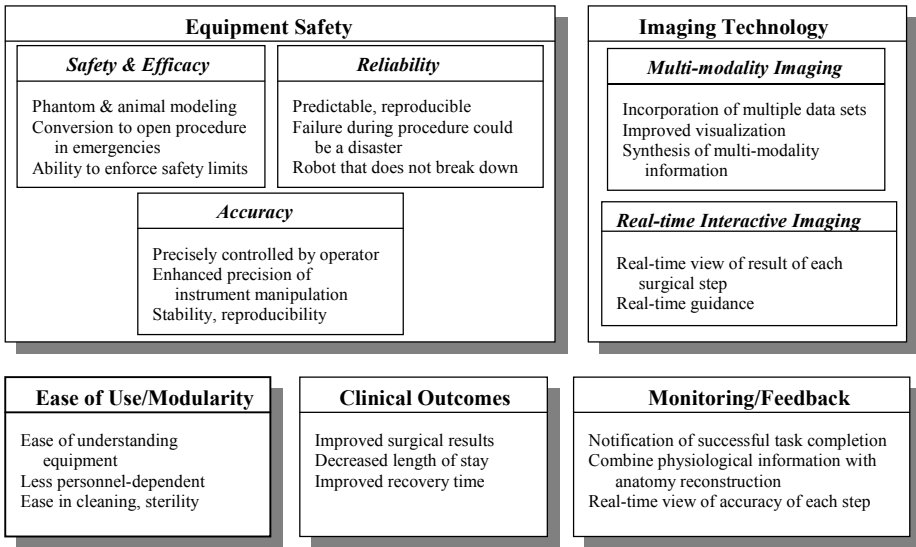 Equipment Safety
Safety & Efficacy
Phantom & animal modeling
Conversion to open procedure
in emergencies
Ability to enforce safety limits
Reliability
Predictable, reproducible
Failure during procedure could
be a disaster
Robot that does not break down
Accuracy
Precisely controlled by operator
Enhanced precision of
instrument manipulation
Stability, reproducibility
Imaging Technology
Multi-modality Imaging
Incorporation of multiple data sets
Improved visualization
Synthesis of multi-modality
information
Real-time Interactive Imaging
Real-time view of result of each
surgical step
Real-time guidance
Ease of Use/Modularity
Ease of understanding
equipment
Less personnel-dependent
Ease in cleaning, sterility
Clinical Outcomes
Improved surgical results
Decreased length of stay
Improved recovery time
Monitoring/Feedback
Notification of successful task completion
Combine physiological information with
anatomy reconstruction
Real-time view of accuracy of each step